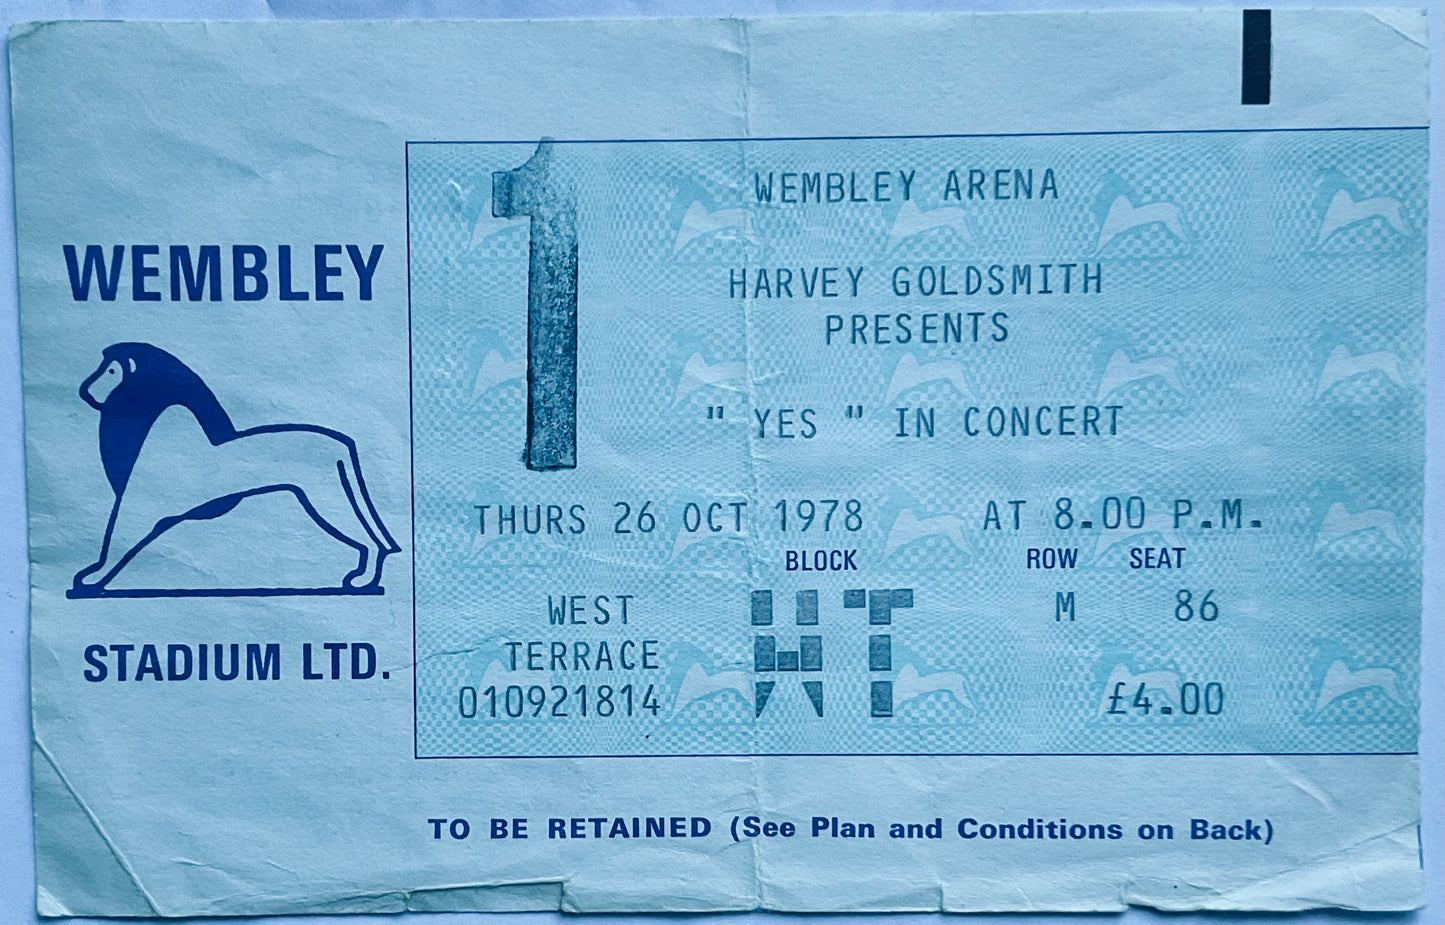 WEMBLEY
STADIUM LTD.
1
WEMBLEY ARENA
HARVEY GOLDSMITH
PRESENTS
" YES " IN CONCERT
THURS 26 OCT 1978 AT 8.00 P.M.
BLOCK ROW SEAT
WEST
TERRACE
010921814
WT
M 86
£4.00
TO BE RETAINED (See Plan and Conditions on Back)